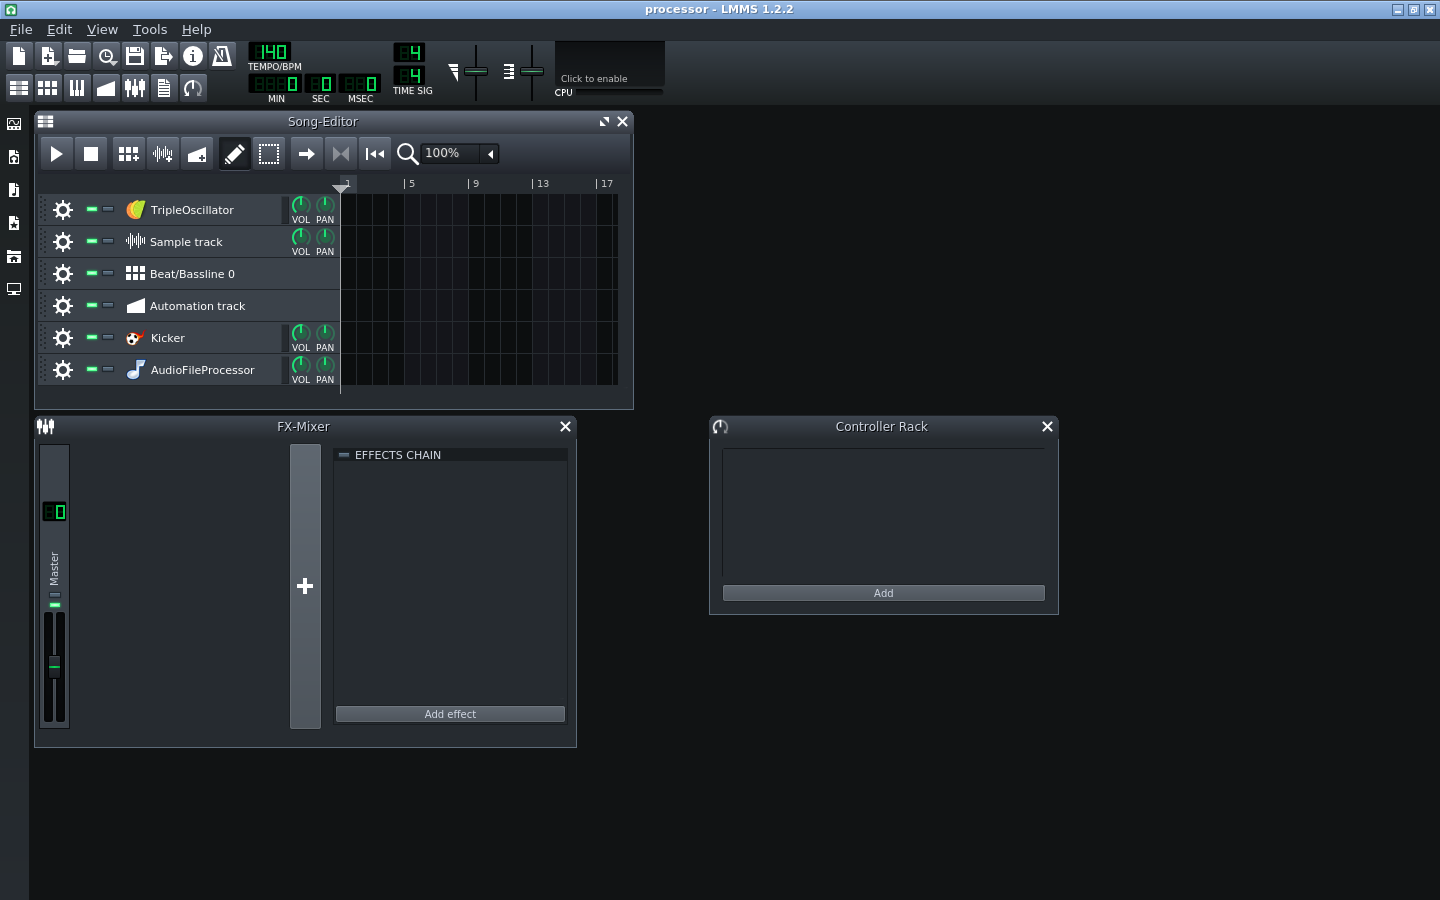 processor - LMMS 1.2.2
File Edit View Tools Help
140
TEMPO/BPM
4
4
TIME SIG
0 0 0
MIN SEC MSEC
Click to enable
CPU
Song-Editor
100%
1 5 9 13 17
TripleOscillator VOL PAN
Sample track VOL PAN
Beat/Bassline 0
Automation track
Kicker VOL PAN
AudioFileProcessor VOL PAN
FX-Mixer
0
Master
EFFECTS CHAIN
Add effect
Controller Rack
Add